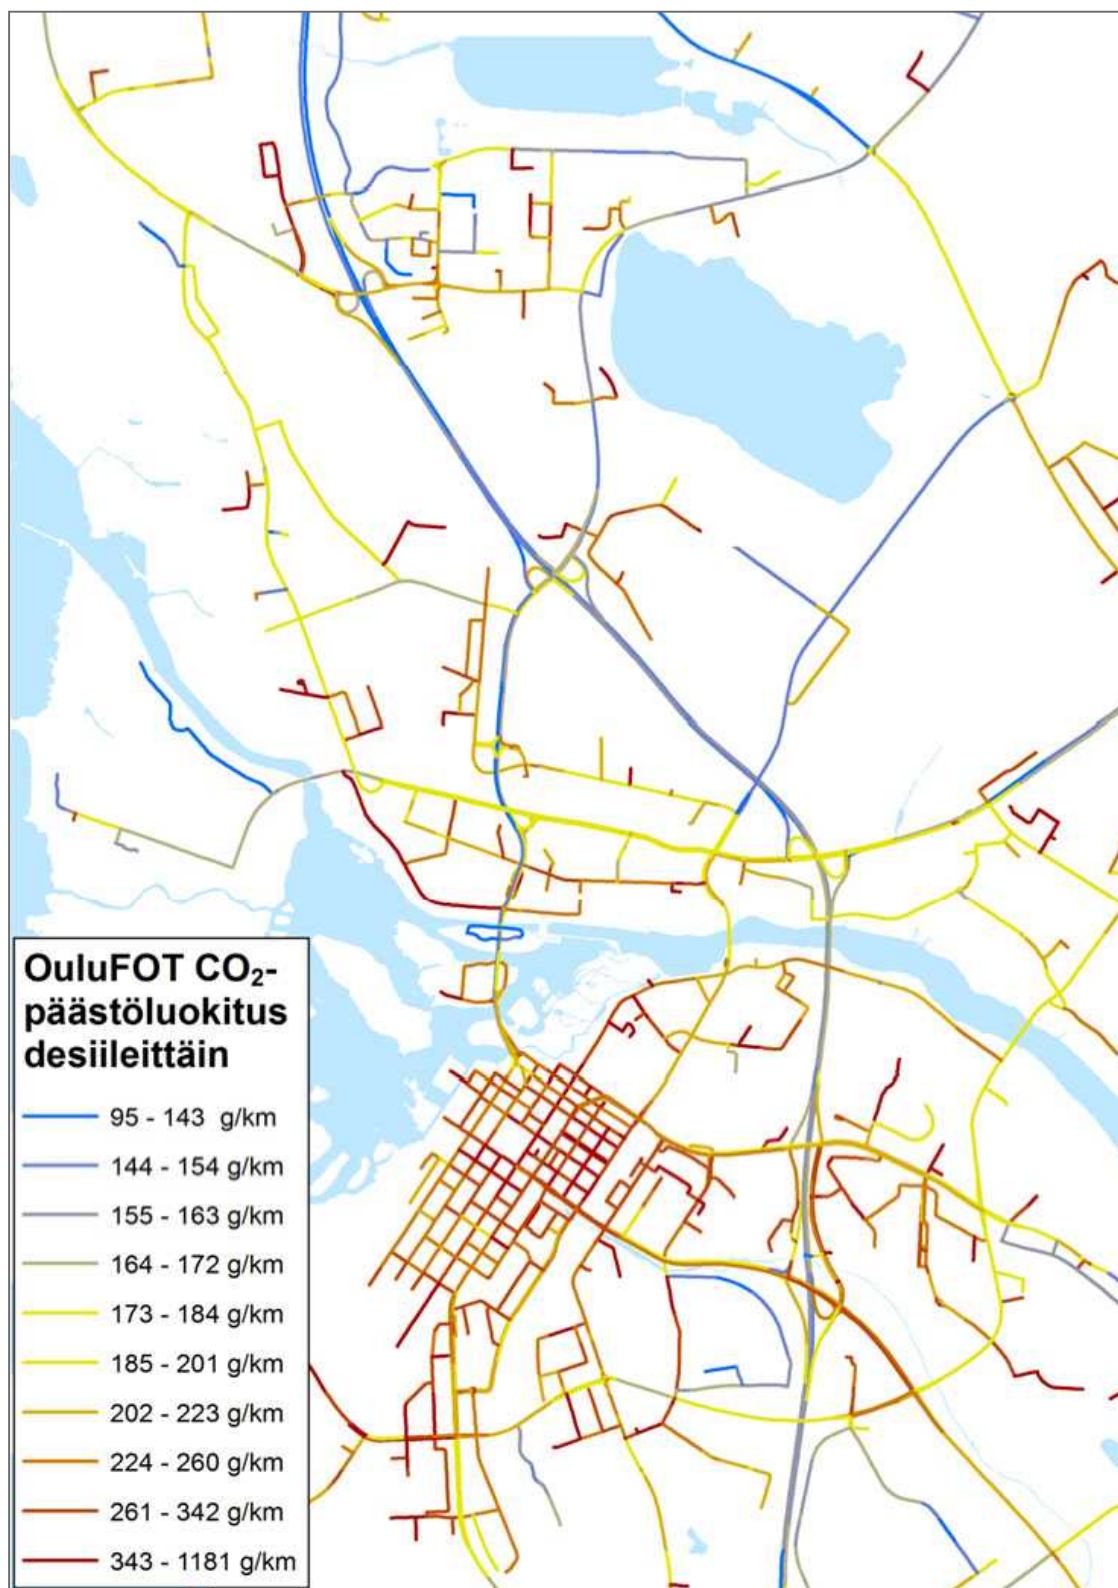 OuluFOT CO₂-
päästöluokitus
desiileittäin
95 - 143 g/km
144 - 154 g/km
155 - 163 g/km
164 - 172 g/km
173 - 184 g/km
185 - 201 g/km
202 - 223 g/km
224 - 260 g/km
261 - 342 g/km
343 - 1181 g/km